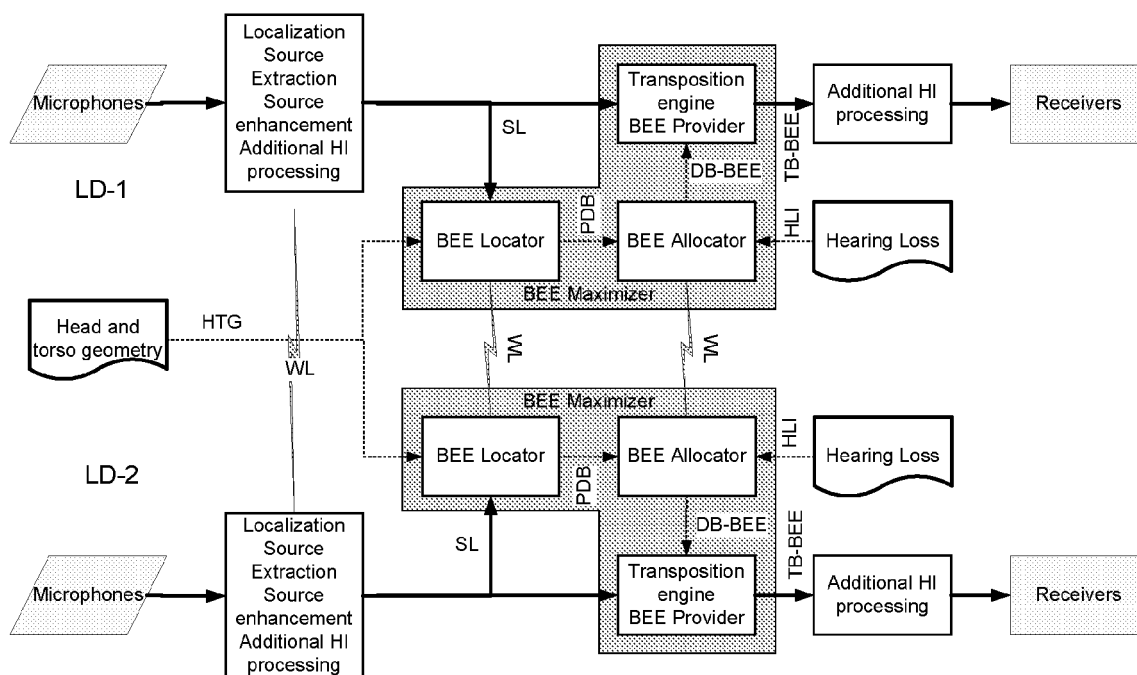 Localization
Source
Extraction
Source
enhancement
Additional HI
processing
Microphones
LD-1
SL
Transposition
engine
BEE Provider
TB-BEE
Additional HI
processing
Receivers
DB-BEE
BEE Locator
PDB
BEE Allocator
HLI
Hearing Loss
BEE Maximizer
Head and
torso geometry
HTG
WL
WL
WL
BEE Maximizer
BEE Locator
PDB
BEE Allocator
HLI
Hearing Loss
LD-2
DB-BEE
SL
Localization
Source
Extraction
Source
enhancement
Additional HI
processing
Microphones
Transposition
engine
BEE Provider
TB-BEE
Additional HI
processing
Receivers